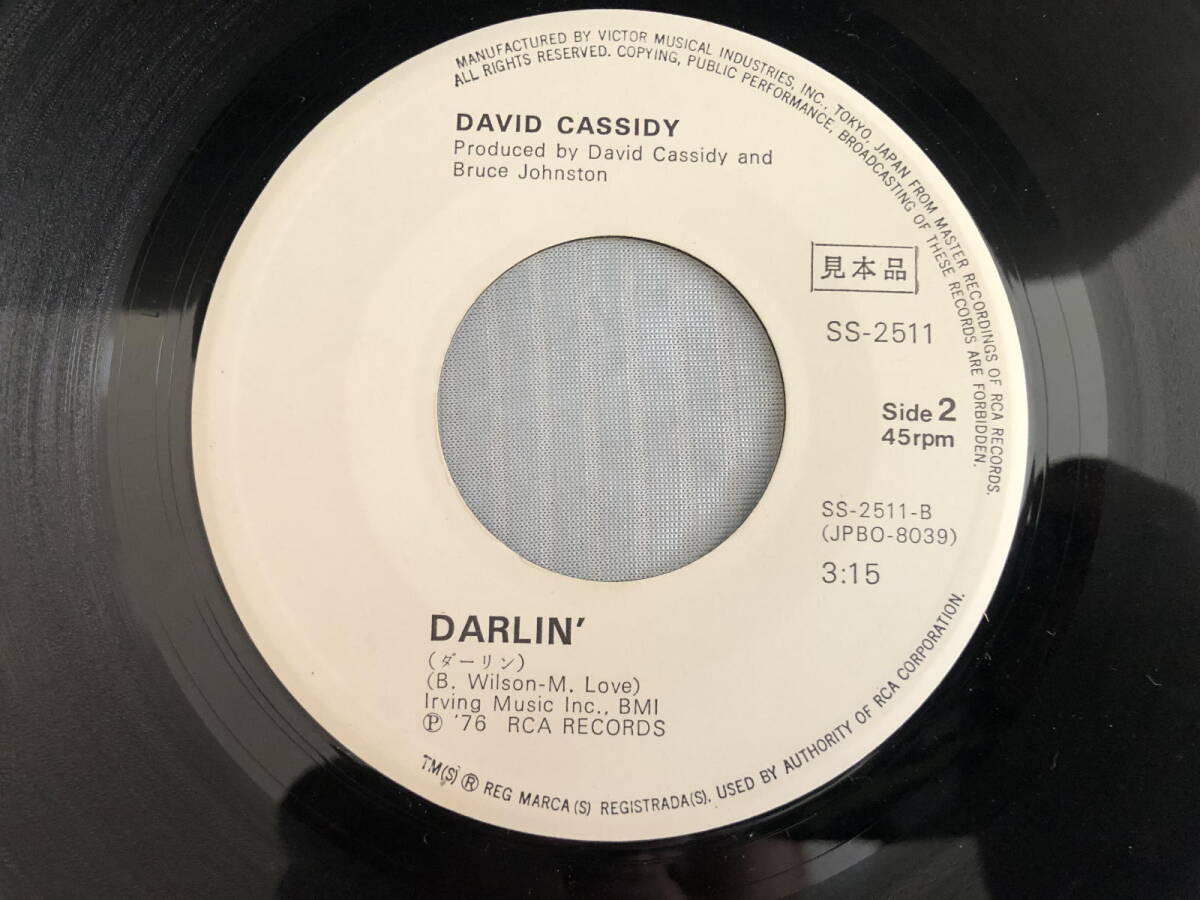 MANUFACTURED BY VICTOR MUSICAL INDUSTRIES, INC., TOKYO, JAPAN FROM MASTER RECORDINGS OF RCA RECORDS.
ALL RIGHTS RESERVED. COPYING, PUBLIC PERFORMANCE, BROADCASTING OF THESE RECORDS ARE FORBIDDEN.
DAVID CASSIDY
Produced by David Cassidy and
Bruce Johnston
見本品
SS-2511
Side 2
45rpm
SS-2511-B
(JPBO-8039)
3:15
DARLIN'
(ダーリン)
(B. Wilson-M. Love)
Irving Music Inc., BMI
Ⓟ '76 RCA RECORDS
TM(S) ® REG MARCA(S) REGISTRADA(S). USED BY AUTHORITY OF RCA CORPORATION.